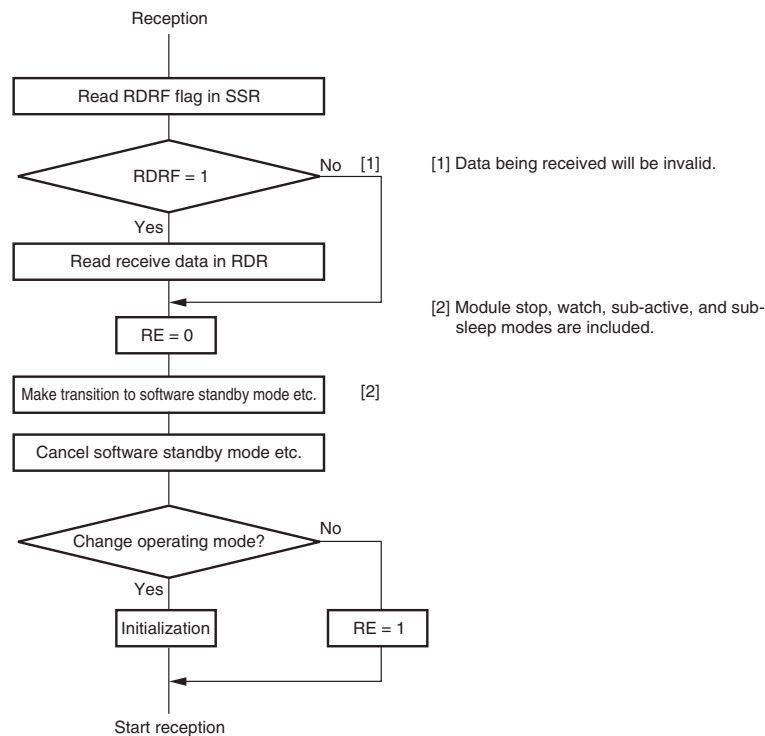 Reception
Read RDRF flag in SSR
RDRF = 1
No [1]
[1] Data being received will be invalid.
Yes
Read receive data in RDR
[2] Module stop, watch, sub-active, and sub-
sleep modes are included.
RE = 0
Make transition to software standby mode etc.
[2]
Cancel software standby mode etc.
Change operating mode?
No
Yes
Initialization
RE = 1
Start reception